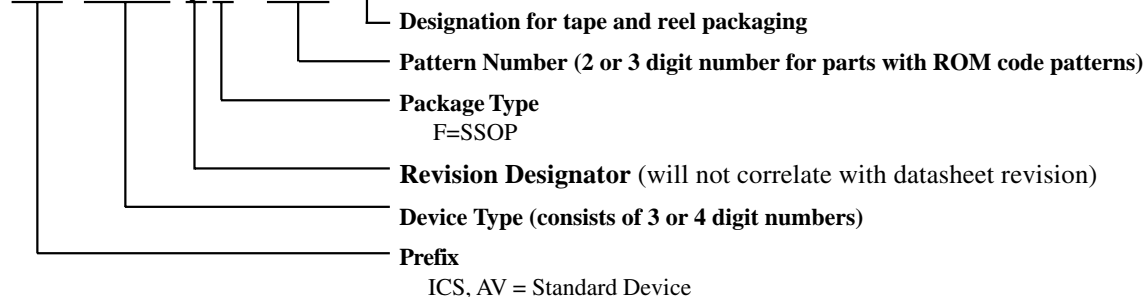 Designation for tape and reel packaging
Pattern Number (2 or 3 digit number for parts with ROM code patterns)
Package Type
F=SSOP
Revision Designator (will not correlate with datasheet revision)
Device Type (consists of 3 or 4 digit numbers)
Prefix
ICS, AV = Standard Device